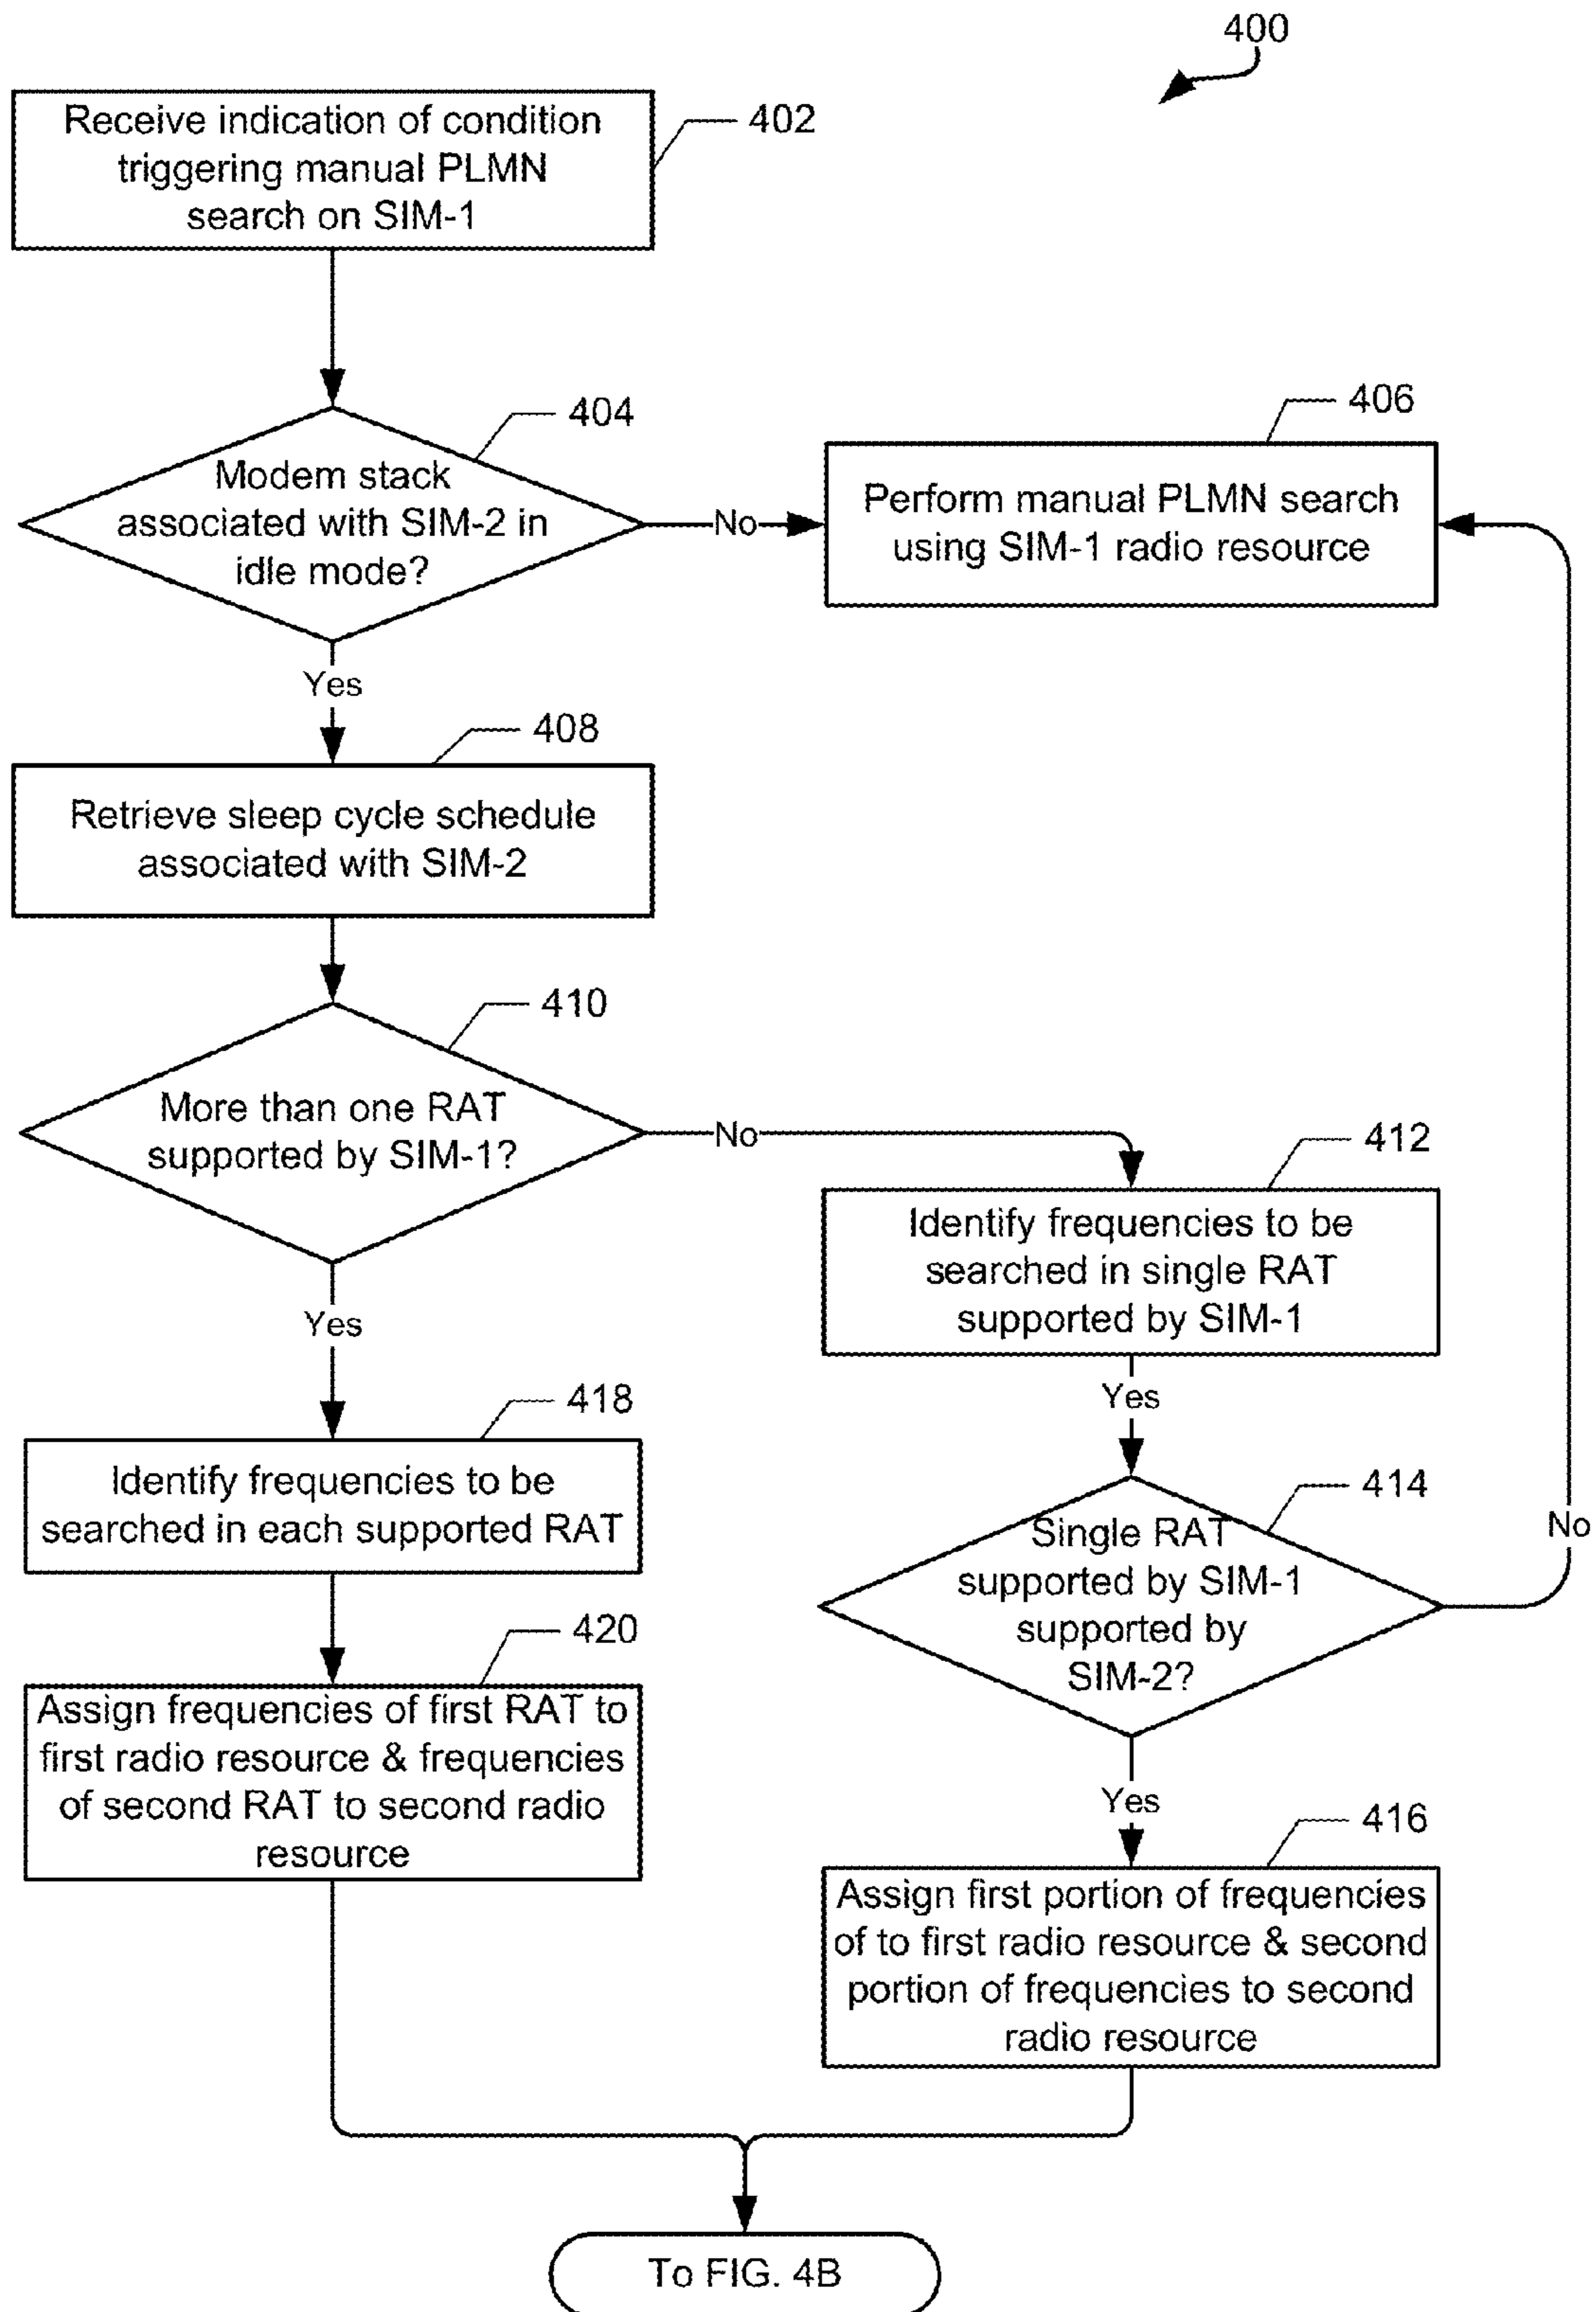 400
Receive indication of condition
triggering manual PLMN
search on SIM-1
402
404
Modem stack
associated with SIM-2 in
idle mode?
No
406
Perform manual PLMN search
using SIM-1 radio resource
Yes
408
Retrieve sleep cycle schedule
associated with SIM-2
410
More than one RAT
supported by SIM-1?
No
412
Identify frequencies to be
searched in single RAT
supported by SIM-1
Yes
Yes
418
Identify frequencies to be
searched in each supported RAT
414
Single RAT
supported by SIM-1
supported by
SIM-2?
No
420
Assign frequencies of first RAT to
first radio resource & frequencies
of second RAT to second radio
resource
Yes
416
Assign first portion of frequencies
of to first radio resource & second
portion of frequencies to second
radio resource
To FIG. 4B